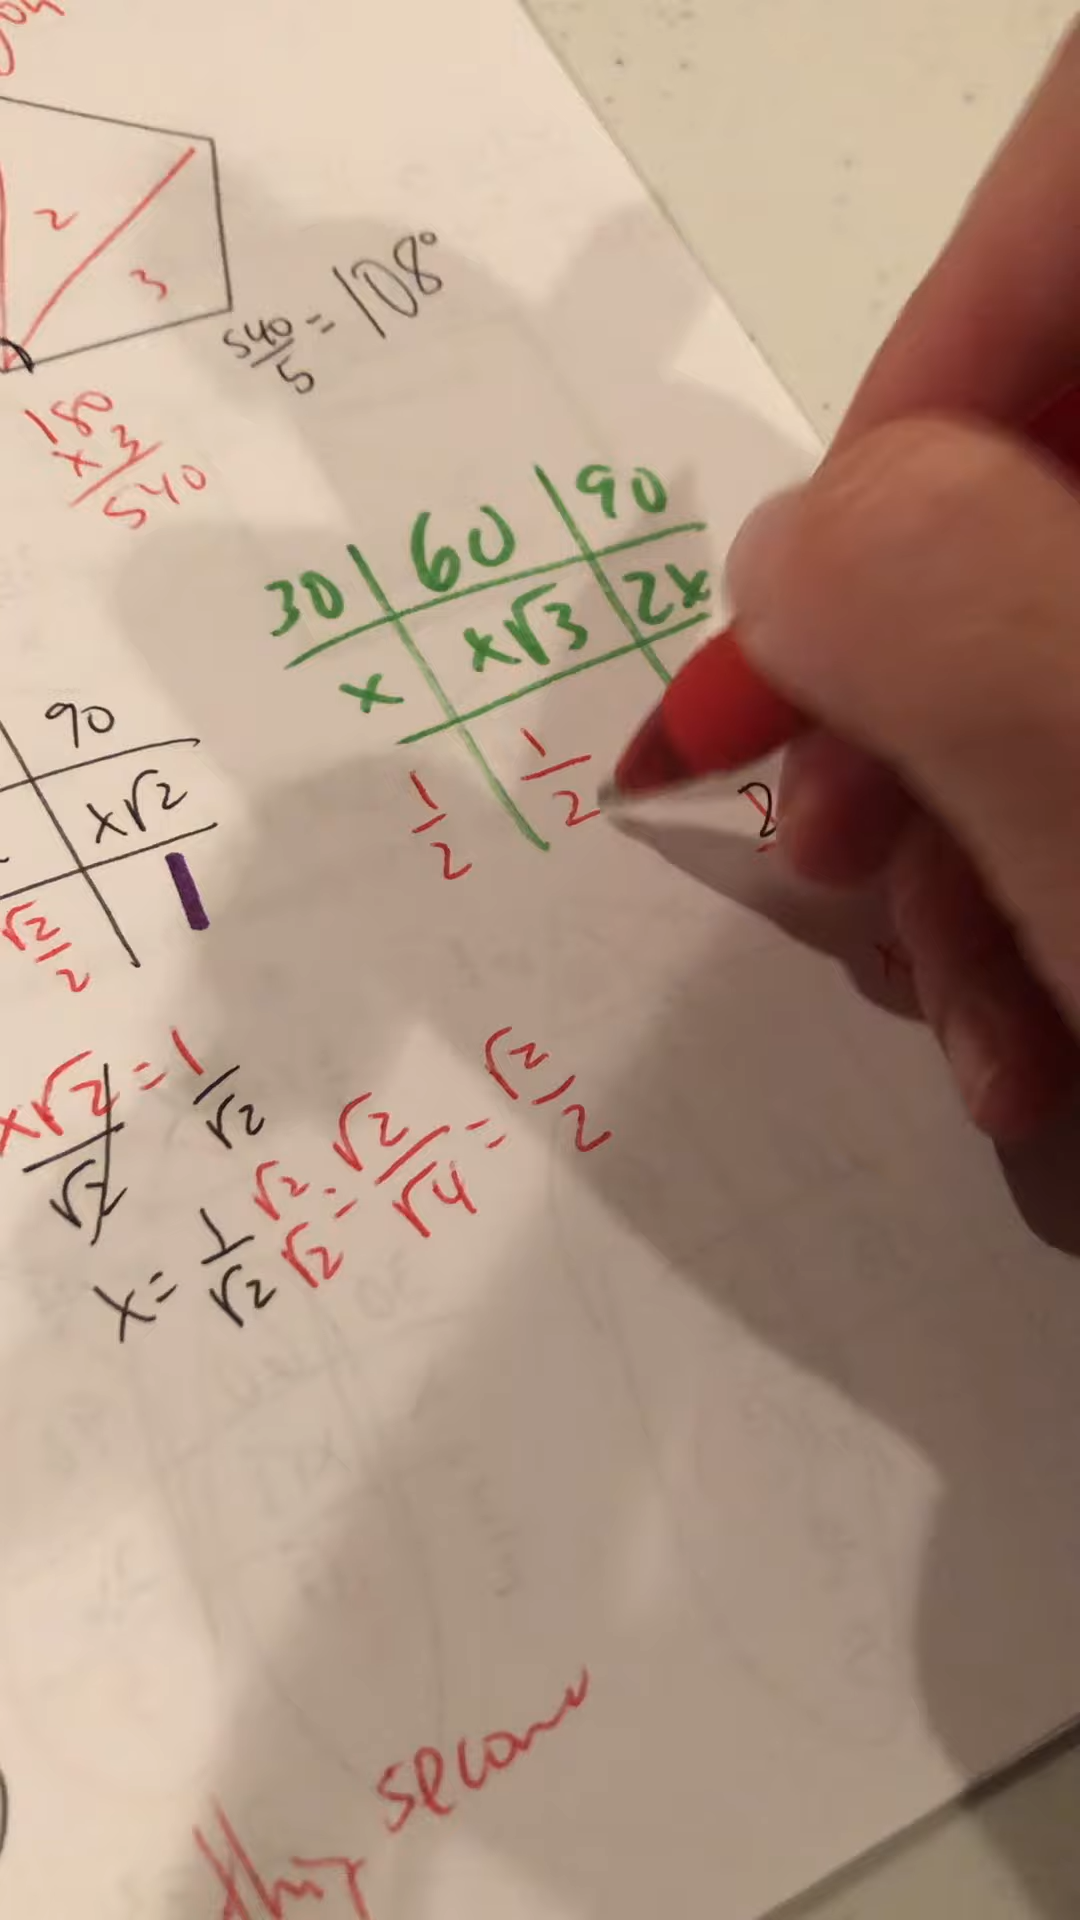 2
3
540/5 = 108°
180
x 3
540
30 | 60 | 90
x | x√3 | 2x
1/2 | 1/2
90
x√2
√2/2
x√2/√2 = 1/√2
x = 1/√2 √2/√2 = √2/√4 = √2/2